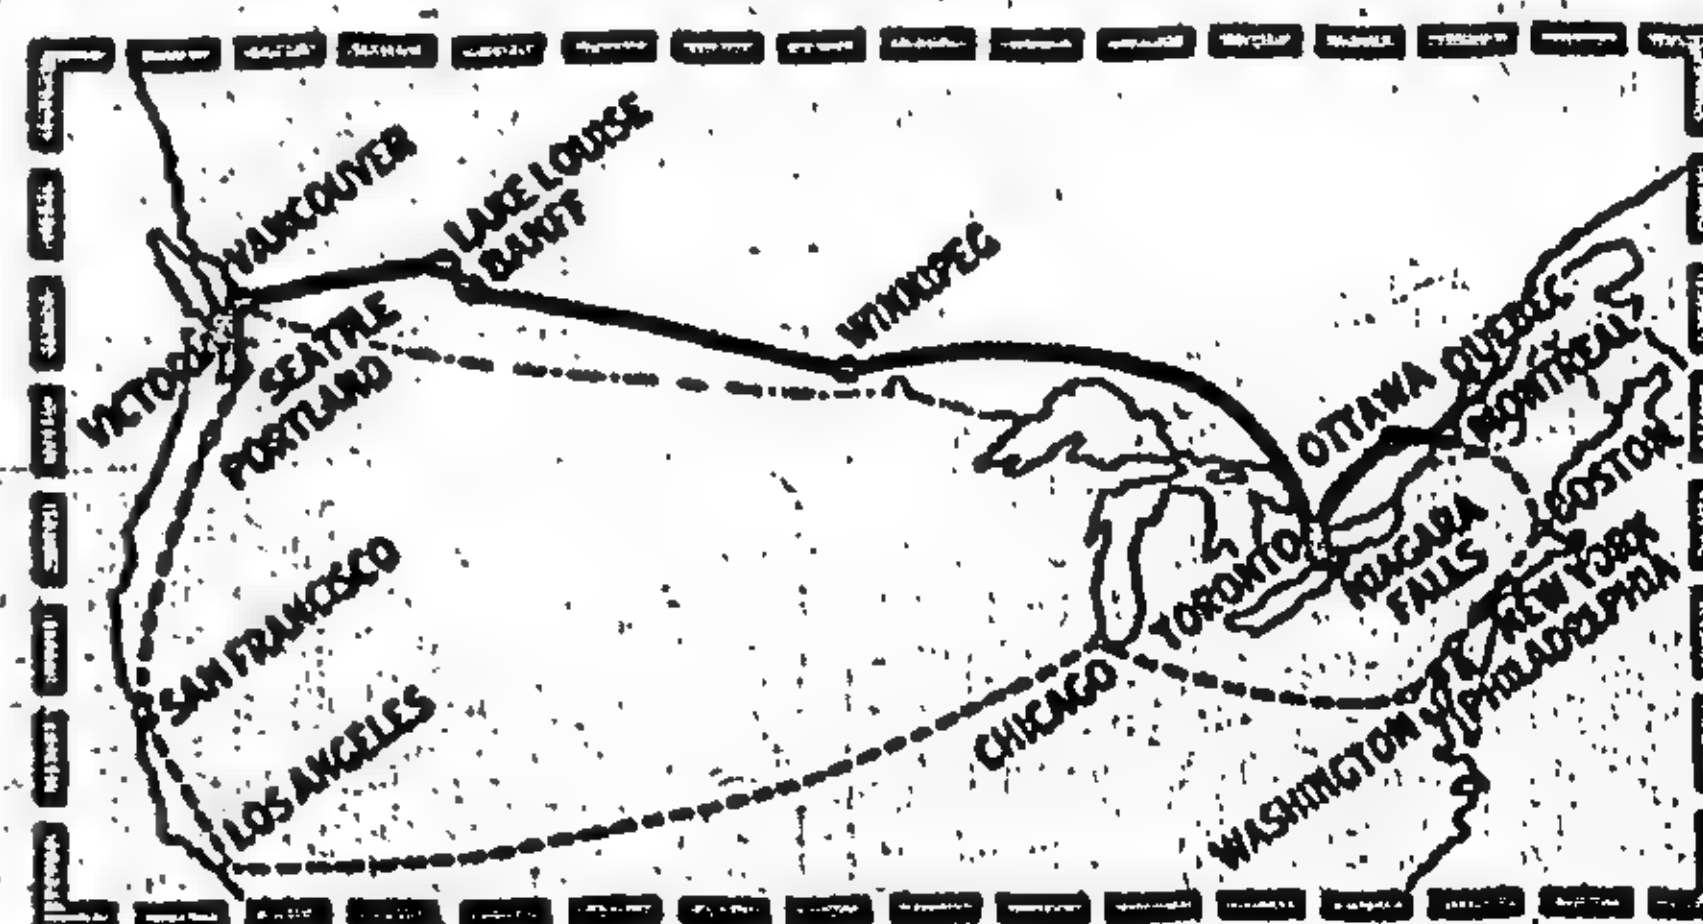 VANCOUVER
LAKE LOUISE
BANFF
WINNIPEG
VICTORIA
SEATTLE
PORTLAND
OTTAWA
QUEBEC
MONTREAL
BOSTON
SAN FRANCISCO
TORONTO
NIAGARA
FALLS
NEW YORK
PHILADELPHIA
LOS ANGELES
CHICAGO
WASHINGTON